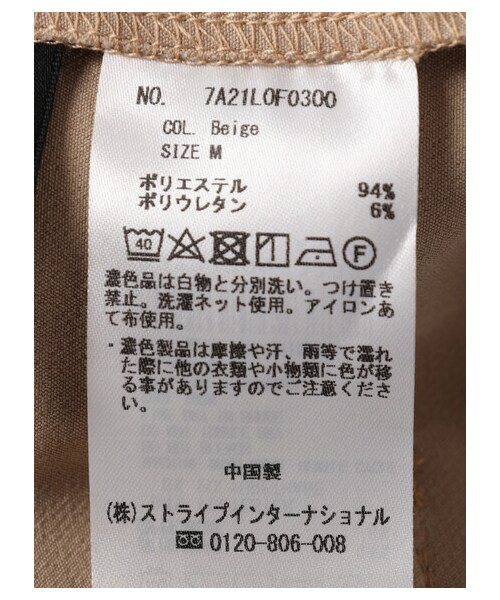 NO. 7A21L0F0300
COL. Beige
SIZE M
ポリエステル 94%
ポリウレタン 6%
40 F
濃色品は白物と分別洗い。つけ置き
禁止。洗濯ネット使用。アイロンあ
て布使用。
・濃色製品は摩擦や汗、雨等で濡れ
た際に他の衣類や小物類に色が移
る事がありますのでご注意くださ
い。
中国製
(株)ストライプインターナショナル
0120-806-008